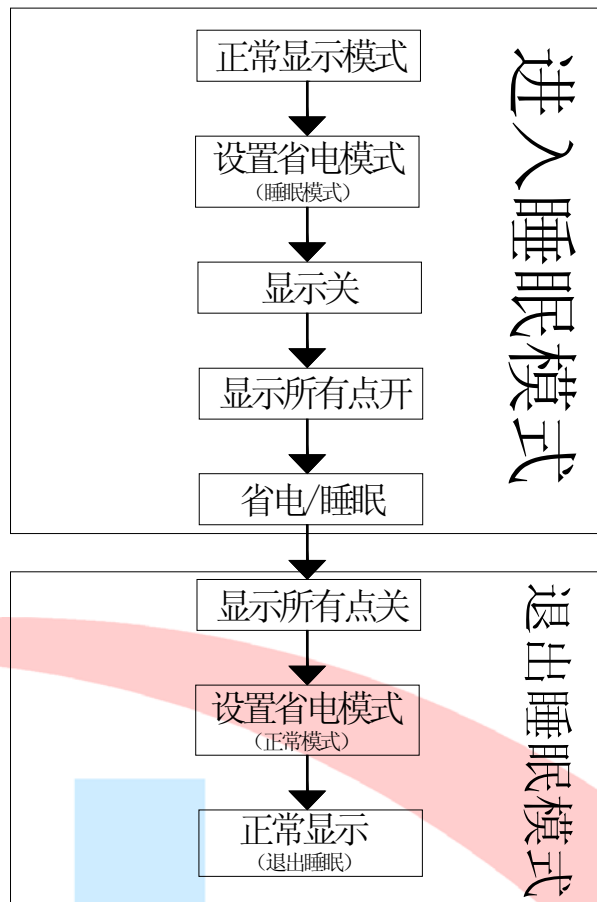 正常显示模式
设置省电模式
（睡眠模式）
显示关
显示所有点开
省电/睡眠
进入睡眠模式
显示所有点关
设置省电模式
（正常模式）
正常显示
（退出睡眠）
退出睡眠模式